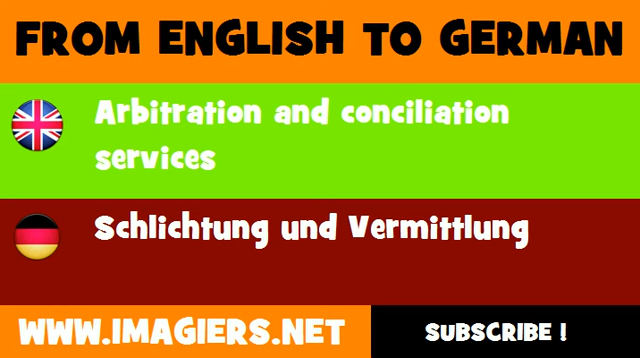 FROM ENGLISH TO GERMAN
Arbitration and conciliation
services
Schlichtung und Vermittlung
WWW.IMAGIERS.NET
SUBSCRIBE !